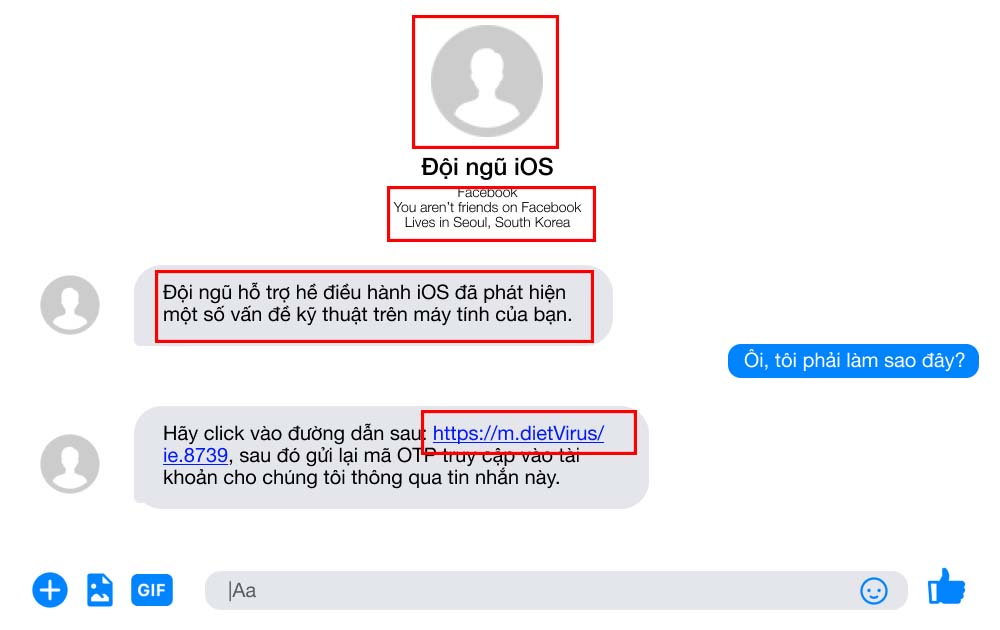 Đội ngũ iOS
Facebook
You aren't friends on Facebook
Lives in Seoul, South Korea
Đội ngũ hỗ trợ hề điều hành iOS đã phát hiện
một số vấn đề kỹ thuật trên máy tính của bạn.
Ôi, tôi phải làm sao đây?
Hãy click vào đường dẫn sau: https://m.dietVirus/
ie.8739, sau đó gửi lại mã OTP truy cập vào tài
khoản cho chúng tôi thông qua tin nhắn này.
GIF
Aa